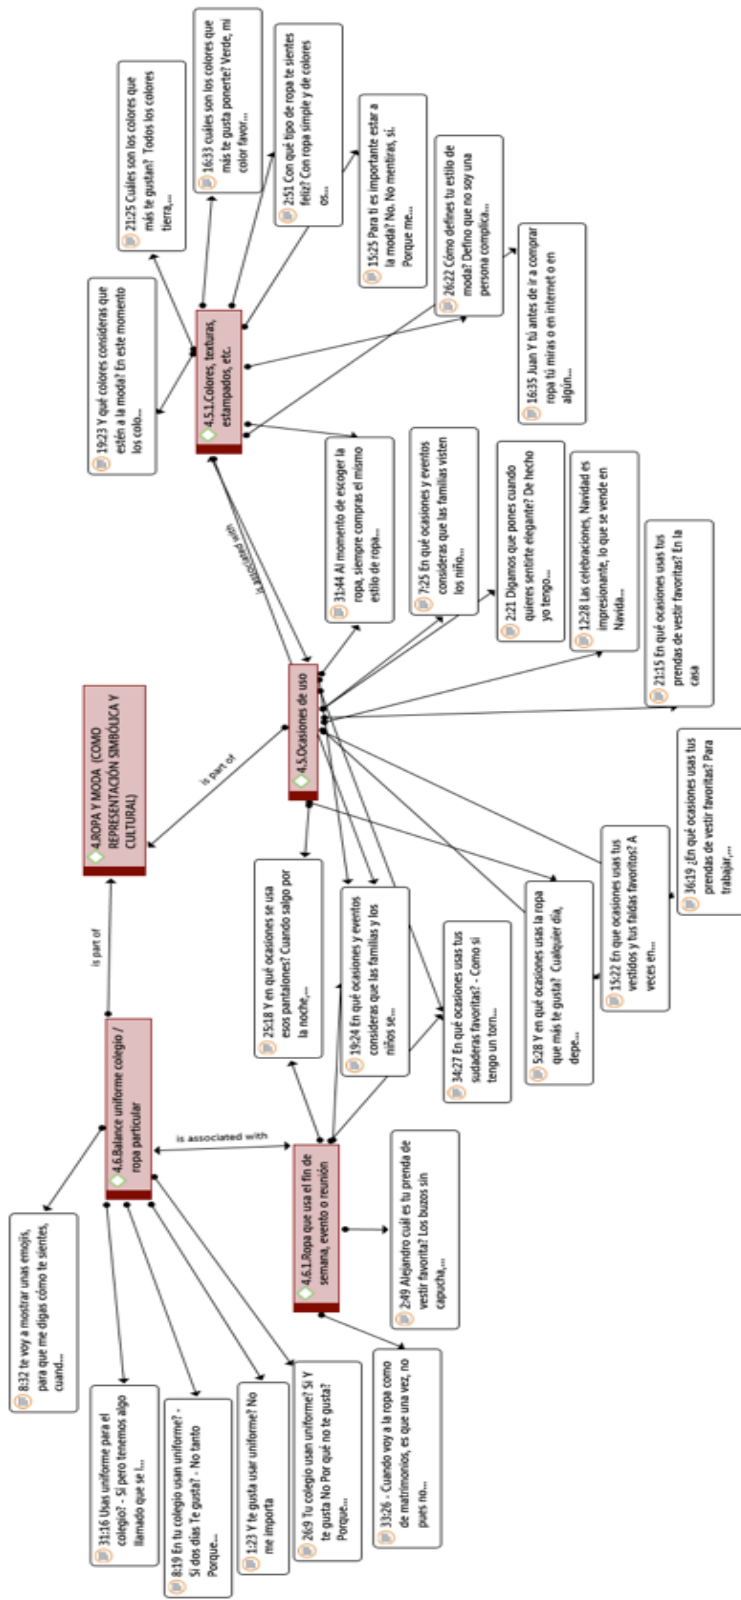 8:32 te voy a mostrar unas emojis,
para que me digas cómo te sientes,
cuand...
31:16 Usas uniforme para el
colegio? - Sí pero tenemos algo
llamado que se l...
8:19 En tu colegio usan uniforme? -
Si dos días Te gusta? - No tanto
Porque...
1:23 Y te gusta usar uniforme? No
me importa
26:9 Tu colegio usan uniforme? Si Y
te gusta No Por qué no te gusta?
Porque...
33:26 - Cuando voy a la ropa como
de matrimonios, es que una vez, no
pues no...
4.6.Balance uniforme colegio /
ropa particular
is part of
is associated with
4.6.1.Ropa que usa el fin de
semana, evento o reunión
2:49 Alejandro cuál es tu prenda de
vestir favorita? Los buzos sin
capucha,...
4.ROPA Y MODA (COMO
REPRESENTACIÓN SIMBÓLICA Y
CULTURAL)
is part of
25:18 Y en qué ocasiones se usa
esos pantalones? Cuando salgo por
la noche,...
19:24 En qué ocasiones y eventos
consideras que las familias y los
niños se...
34:27 En qué ocasiones usas tus
sudaderas favoritas? - Como si
tengo un torn...
5:28 Y en qué ocasiones usas la ropa
que más te gusta? Cualquier día,
depe...
15:22 En que ocasiones usas tus
vestidos y tus faldas favoritos? A
veces en...
36:19 ¿En qué ocasiones usas tus
prendas de vestir favoritas? Para
trabajar,...
4.5.Ocasiones de uso
is associated with
31:44 Al momento de escoger la
ropa, siempre compras el mismo
estilo de ropa...
7:25 En qué ocasiones y eventos
consideras que las familias visten
los niño...
2:21 Digamos que pones cuando
quieres sentirte elegante? De hecho
yo tengo...
12:28 Las celebraciones, Navidad es
impresionante, lo que se vende en
Navida...
21:15 En qué ocasiones usas tus
prendas de vestir favoritas? En la
casa
19:23 Y qué colores consideras que
estén a la moda? En este momento
los colo...
21:25 Cuáles son los colores que
más te gustan? Todos los colores
tierra,...
4.5.1.Colores, texturas,
estampados, etc.
16:33 cuáles son los colores que
más te gusta ponerte? Verde, mi
color favor...
2:51 Con qué tipo de ropa te sientes
feliz? Con ropa simple y de colores
os...
15:25 Para ti es importante estar a
la moda? No. No mentiras, sí.
Porque me...
26:22 Cómo defines tu estilo de
moda? Defino que no soy una
persona complica...
16:35 Juan Y tú antes de ir a comprar
ropa tú miras o en internet o en
algún...